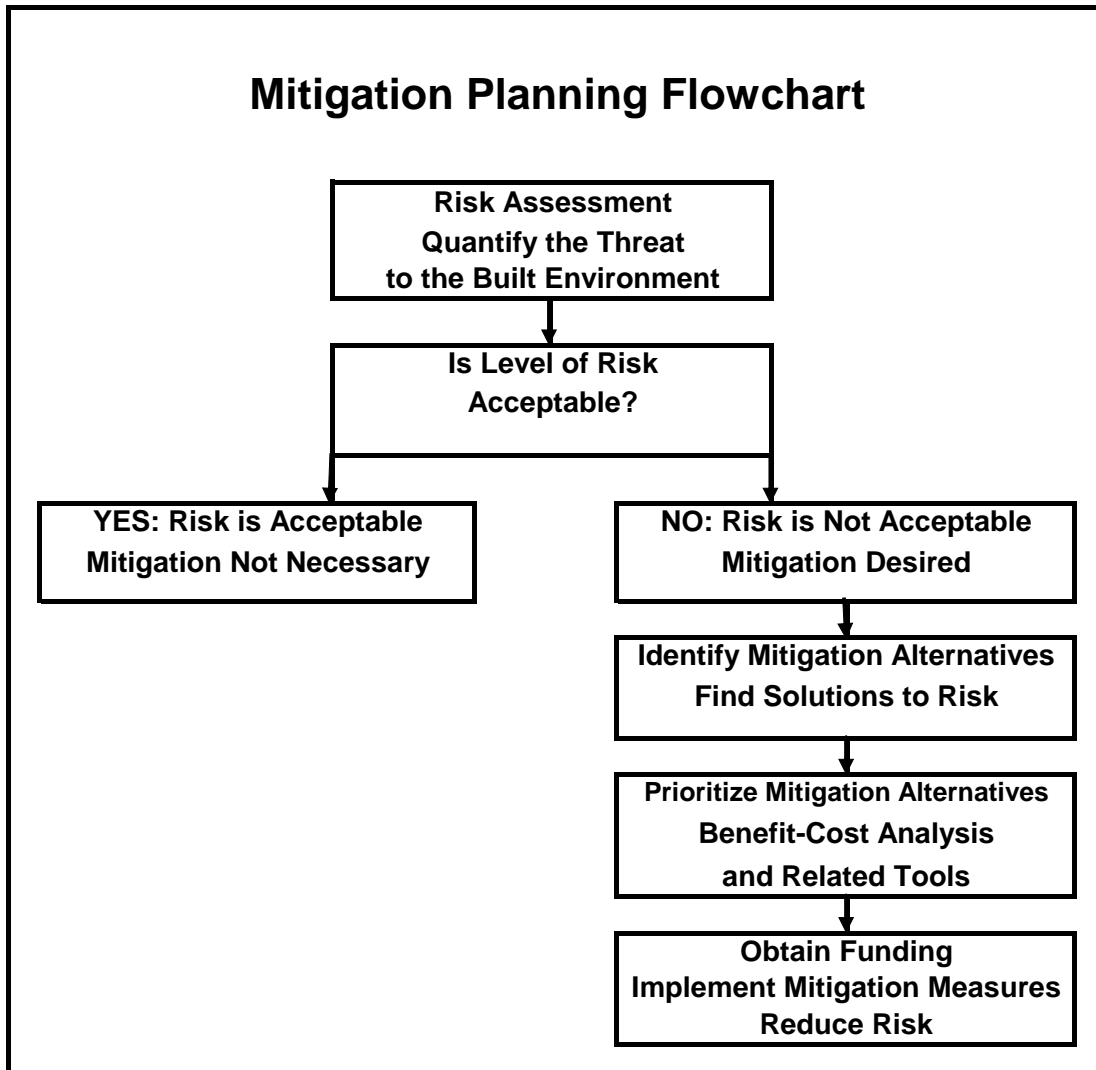 Mitigation Planning Flowchart
Risk Assessment
Quantify the Threat
to the Built Environment
Is Level of Risk
Acceptable?
YES: Risk is Acceptable
Mitigation Not Necessary
NO: Risk is Not Acceptable
Mitigation Desired
Identify Mitigation Alternatives
Find Solutions to Risk
Prioritize Mitigation Alternatives
Benefit-Cost Analysis
and Related Tools
Obtain Funding
Implement Mitigation Measures
Reduce Risk